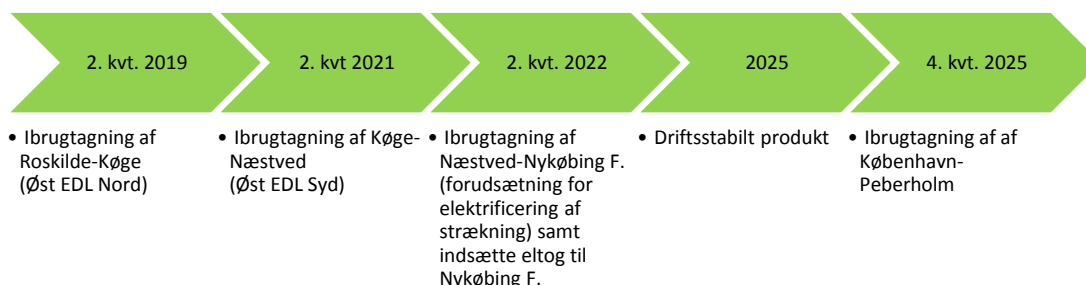 2. kvt. 2019
2. kvt 2021
2. kvt. 2022
2025
4. kvt. 2025
• Ibrugtagning af
Roskilde-Køge
(Øst EDL Nord)
• Ibrugtagning af Køge-
Næstved
(Øst EDL Syd)
• Ibrugtagning af
Næstved-Nykøbing F.
(forudsætning for
elektrificering af
strækning) samt
indsætte eltog til
Nykøbing F.
• Driftsstabilt produkt
• Ibrugtagning af af
København-
Peberholm